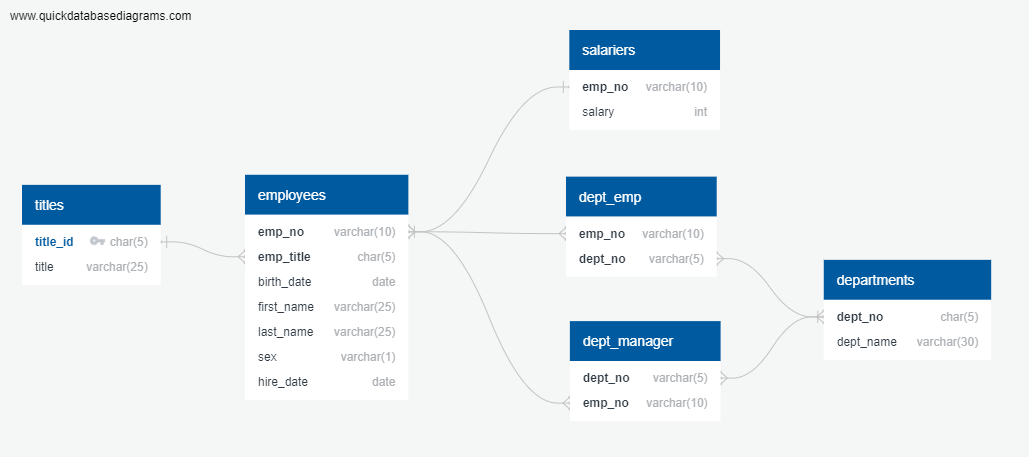 www.quickdatabasediagrams.com
salariers
emp_no varchar(10)
salary int
titles
title_id char(5)
title varchar(25)
employees
emp_no varchar(10)
emp_title char(5)
birth_date date
first_name varchar(25)
last_name varchar(25)
sex varchar(1)
hire_date date
dept_emp
emp_no varchar(10)
dept_no varchar(5)
dept_manager
dept_no varchar(5)
emp_no varchar(10)
departments
dept_no char(5)
dept_name varchar(30)